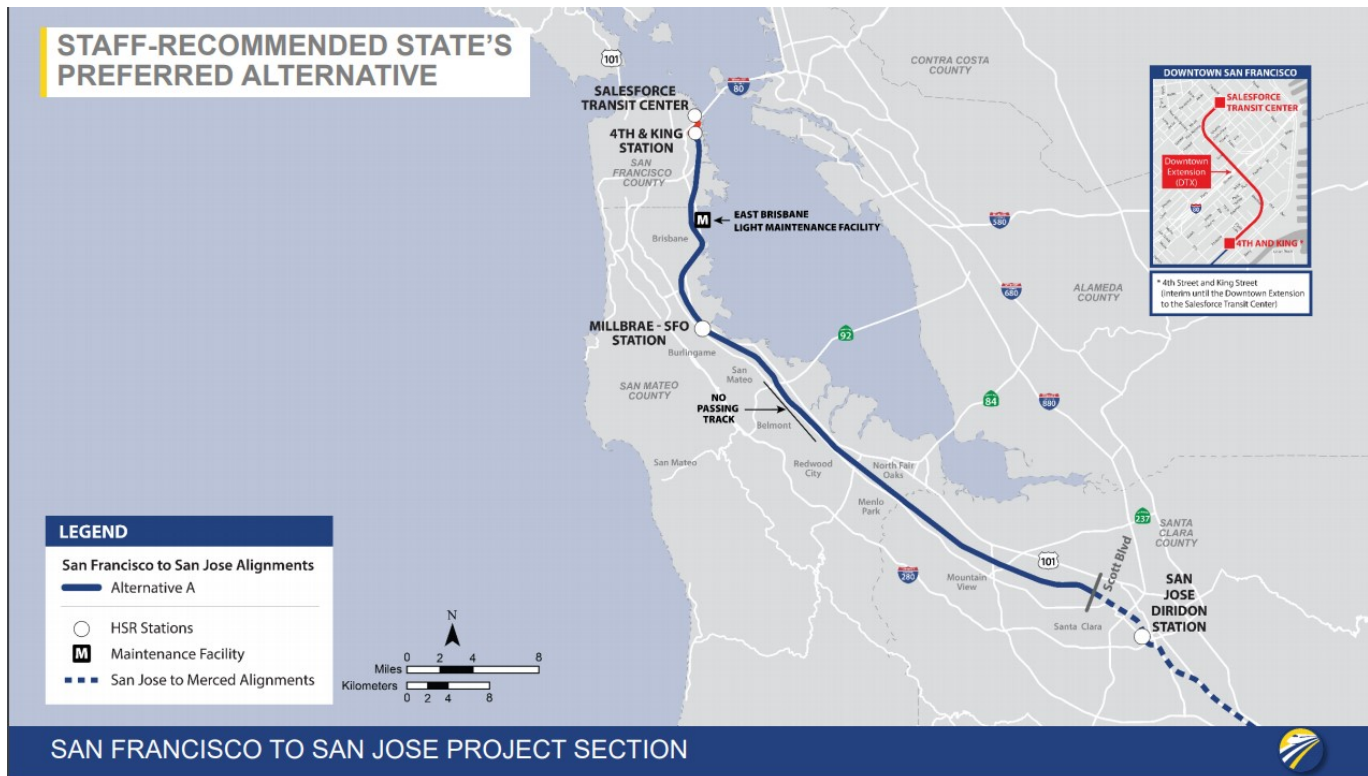 STAFF-RECOMMENDED STATE'S
PREFERRED ALTERNATIVE
101
CONTRA COSTA
COUNTY
80
SALESFORCE
TRANSIT CENTER
4TH & KING
STATION
SAN
FRANCISCO
COUNTY
M
EAST BRISBANE
LIGHT MAINTENANCE FACILITY
Brisbane
580
680
ALAMEDA
COUNTY
MILLBRAE - SFO
STATION
92
Burlingame
SAN MATEO
COUNTY
San
Mateo
NO
PASSING
TRACK
Belmont
84
880
San Mateo
Redwood
City
North Fair
Oaks
Menlo
Park
237
SANTA
CLARA
COUNTY
101
Scott Blvd
280
Mountain
View
Santa Clara
SAN
JOSE
DIRIDON
STATION
DOWNTOWN SAN FRANCISCO
SALESFORCE
TRANSIT CENTER
Downtown
Extension
(DTX)
80
4TH AND KING *
* 4th Street and King Street
(interim until the Downtown Extension
to the Salesforce Transit Center)
LEGEND
San Francisco to San Jose Alignments
Alternative A
HSR Stations
M Maintenance Facility
San Jose to Merced Alignments
N
0 2 4 8
Miles
Kilometers
0 2 4 8
SAN FRANCISCO TO SAN JOSE PROJECT SECTION